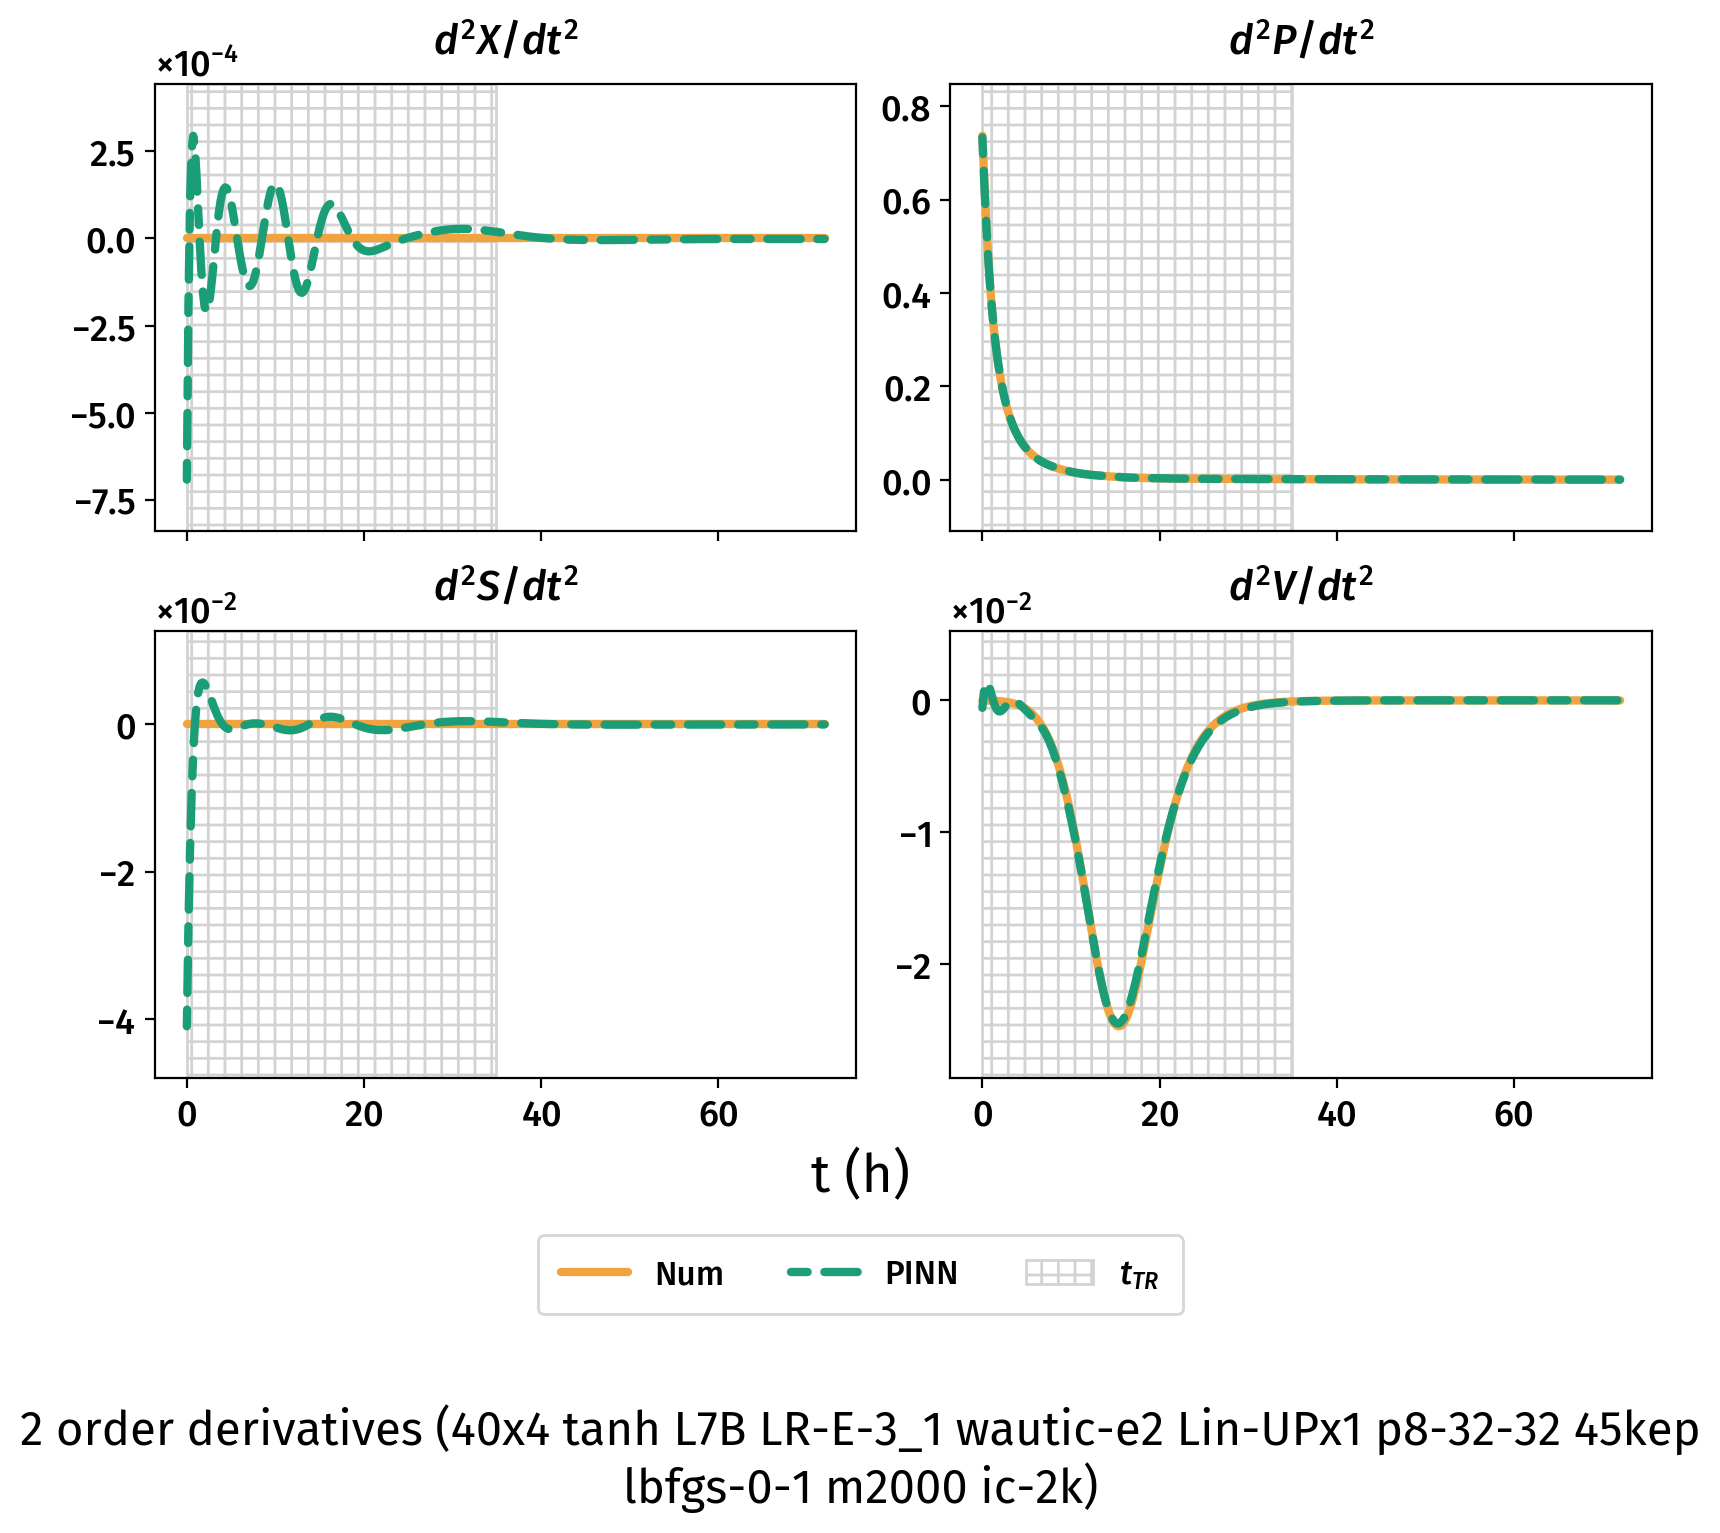 d²X/dt²
d²P/dt²
×10⁻⁴
2.5
0.0
−2.5
−5.0
−7.5
0.8
0.6
0.4
0.2
0.0
d²S/dt²
d²V/dt²
×10⁻²
×10⁻²
0
−2
−4
0
−1
−2
0 20 40 60
0 20 40 60
t (h)
Num PINN t_TR
2 order derivatives (40x4 tanh L7B LR-E-3_1 wautic-e2 Lin-UPx1 p8-32-32 45kep
lbfgs-0-1 m2000 ic-2k)